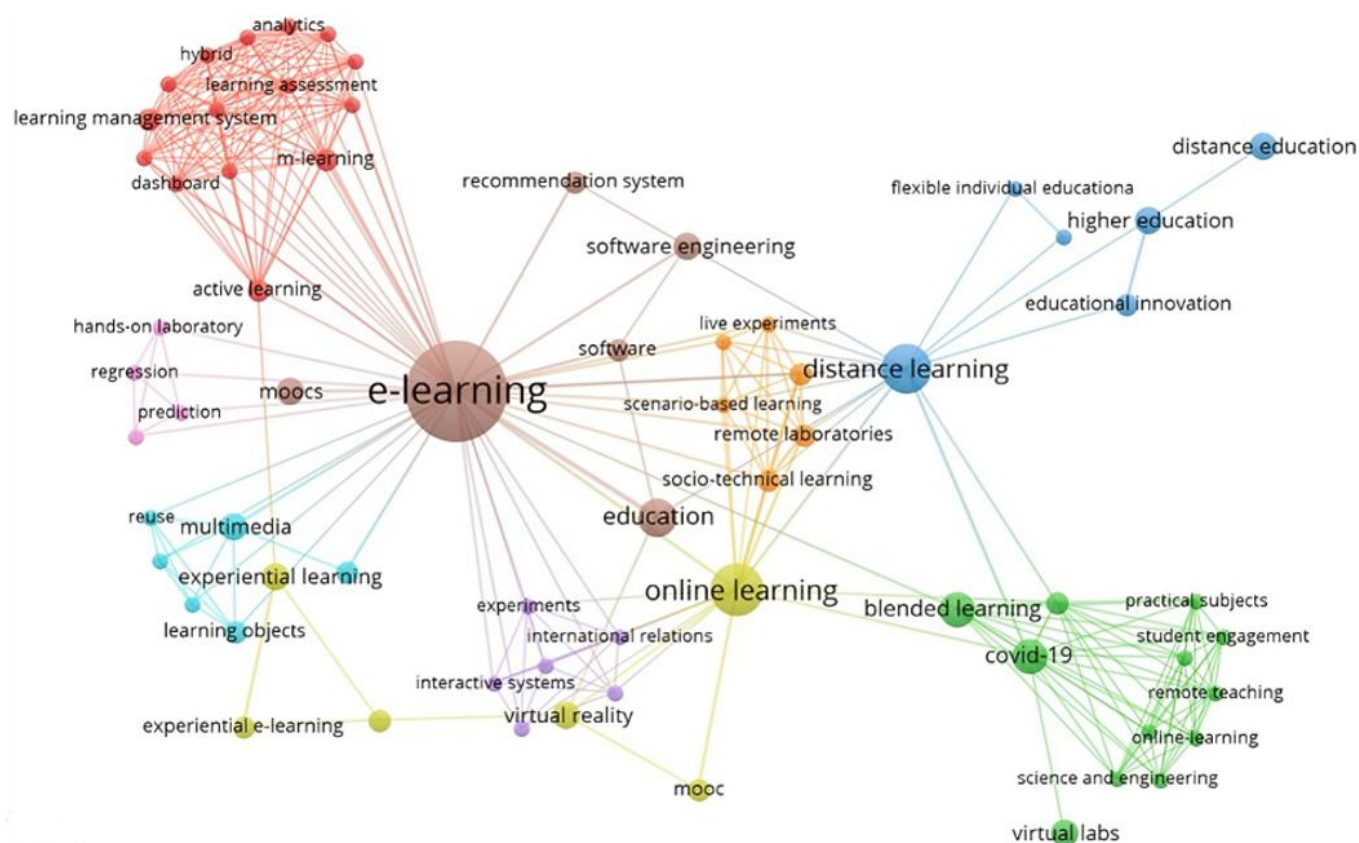 analytics
hybrid
learning assessment
learning management system
m-learning
dashboard
active learning
hands-on laboratory
regression
prediction
moocs
e-learning
recommendation system
software engineering
software
live experiments
distance learning
scenario-based learning
remote laboratories
socio-technical learning
education
distance education
flexible individual educationa
higher education
educational innovation
reuse
multimedia
experiential learning
learning objects
online learning
experiments
international relations
interactive systems
virtual reality
experiential e-learning
mooc
blended learning
covid-19
practical subjects
student engagement
remote teaching
online-learning
science and engineering
virtual labs